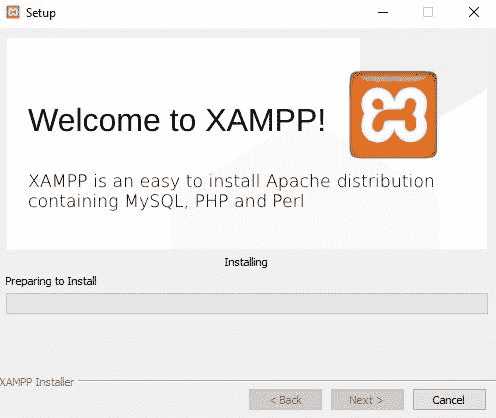 Setup
Welcome to XAMPP!
XAMPP is an easy to install Apache distribution
containing MySQL, PHP and Perl
Installing
Preparing to Install
XAMPP Installer
< Back
Next >
Cancel